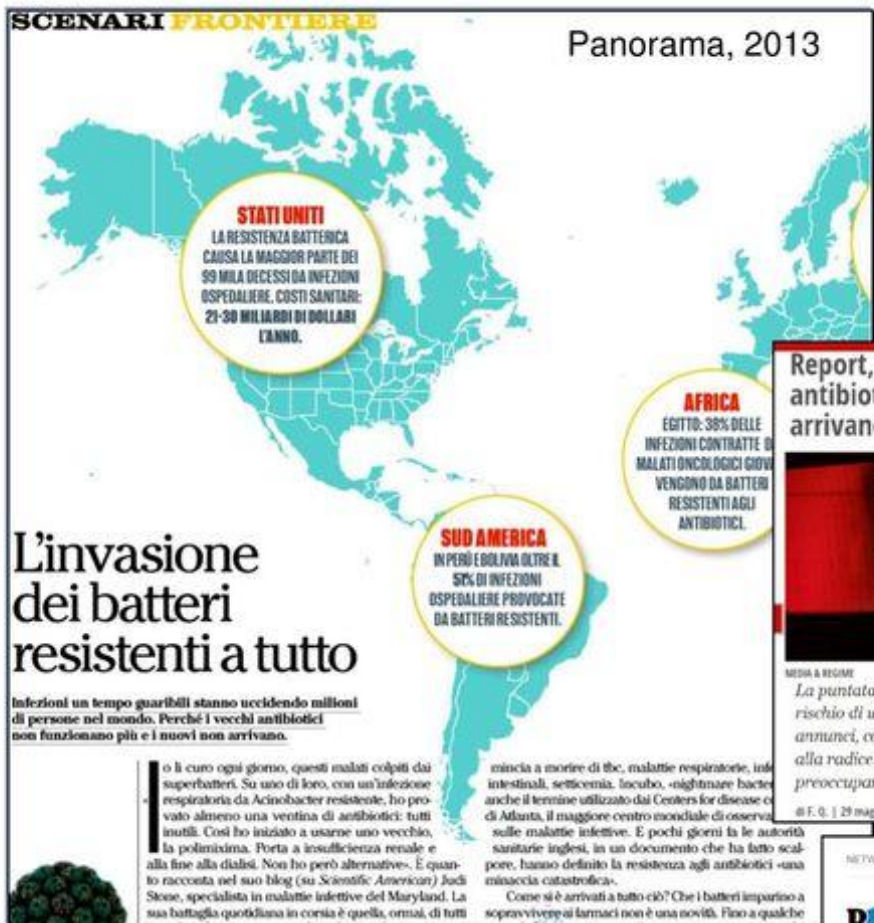 SCENARI FRONTIERE
Panorama, 2013
STATI UNITI
LA RESISTENZA BATTERICA
CAUSA LA MAGGIOR PARTE DEI
99 MILA DECESSI DA INFEZIONI
OSPEDALIERE. COSTI SANITARI:
21-30 MILIARDI DI DOLLARI
L'ANNO.
AFRICA
EGITTO: 38% DELLE
INFEZIONI CONTRATTE
MALATI ONCOLOGICI
VENGONO DA BATTERI
RESISTENTI AGLI
ANTIBIOTICI.
SUD AMERICA
IN PERÙ E BOLIVIA OLTRE IL
51% DI INFEZIONI
OSPEDALIERE PROVOCATE
DA BATTERI RESISTENTI.
L'invasione
dei batteri
resistenti a tutto
Infezioni un tempo guaribili stanno uccidendo milioni
di persone nel mondo. Perché i vecchi antibiotici
non funzionano più e i nuovi non arrivano.
Io li curo ogni giorno, questi malati colpiti dai
superbatteri. Su uno di loro, con un'infezione
respiratoria da Acinobacter resistente, ho pro-
vato almeno una ventina di antibiotici: tutti
inutili. Così ho iniziato a usarne uno vecchio,
la polimixina. Porta a insufficienza renale e
alla fine alla dialisi. Non ho però alternative». È quan-
to racconta nel suo blog (su Scientific American) Judi
Stone, specialista in malattie infettive del Maryland. La
sua battaglia quotidiana in corsia è quella, ormai, di tutti
mincia a morire di tbc, malattie respiratorie,
intestinali, setticemia. Incubo, «nightmare
anche il termine utilizzato dai Centers for disease
di Atlanta, il maggiore centro mondiale di
sulle malattie infettive. E pochi giorni fa le autorità
sanitarie inglesi, in un documento che ha fatto scal-
pore, hanno definito la resistenza agli antibiotici «una
minaccia catastrofica».
Come si è arrivati a tutto ciò? Che i batteri imparino a
sopravvivere ai farmaci non è una novità. Fino a qualche
Report,
antibiot
arrivan
MEDIA & REGIME
La puntata
rischio di u
annunci, co
alla radice
preoccupan
di F. Q. | 29 mag
NETW